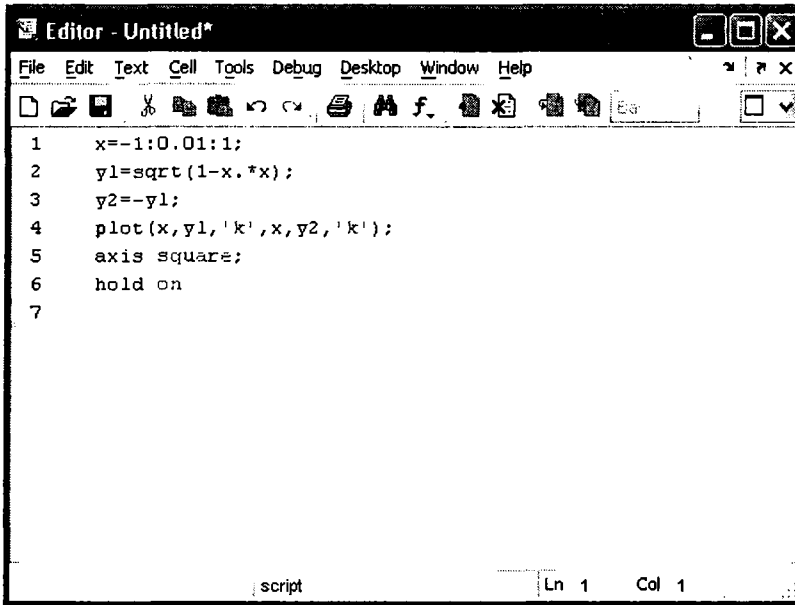 Editor - Untitled*
File Edit Text Cell Tools Debug Desktop Window Help
1 x=-1:0.01:1;
2 y1=sqrt(1-x.*x);
3 y2=-y1;
4 plot(x,y1,'k',x,y2,'k');
5 axis square;
6 hold on
7
script Ln 1 Col 1